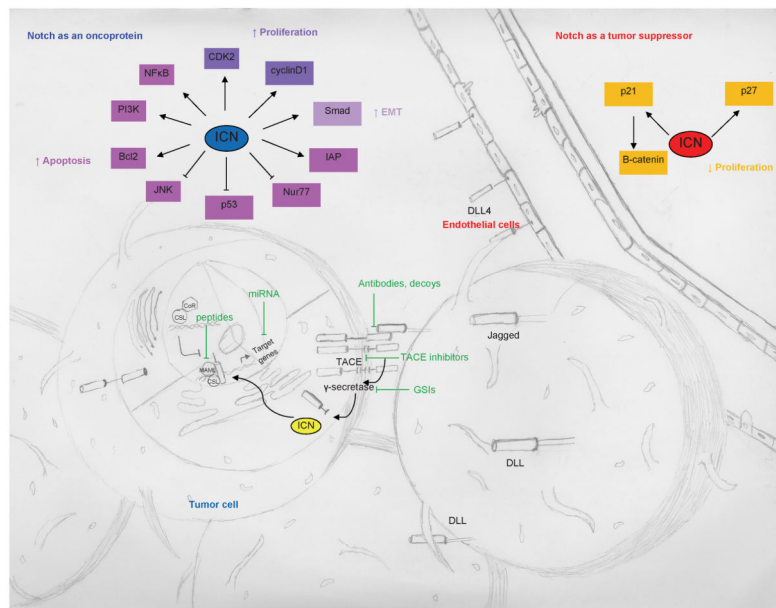 Notch as an oncoprotein
↑ Proliferation
CDK2
NFκB
cyclinD1
PI3K
Smad
↑ EMT
ICN
↑ Apoptosis
Bcl2
IAP
JNK
Nur77
p53
Notch as a tumor suppressor
p21
p27
ICN
B-catenin
↓ Proliferation
DLL4
Endothelial cells
miRNA
Antibodies, decoys
CoR
CSL
peptides
Target
genes
MAML
CSL
TACE
TACE inhibitors
γ-secretase
GSIs
ICN
Jagged
DLL
Tumor cell
DLL